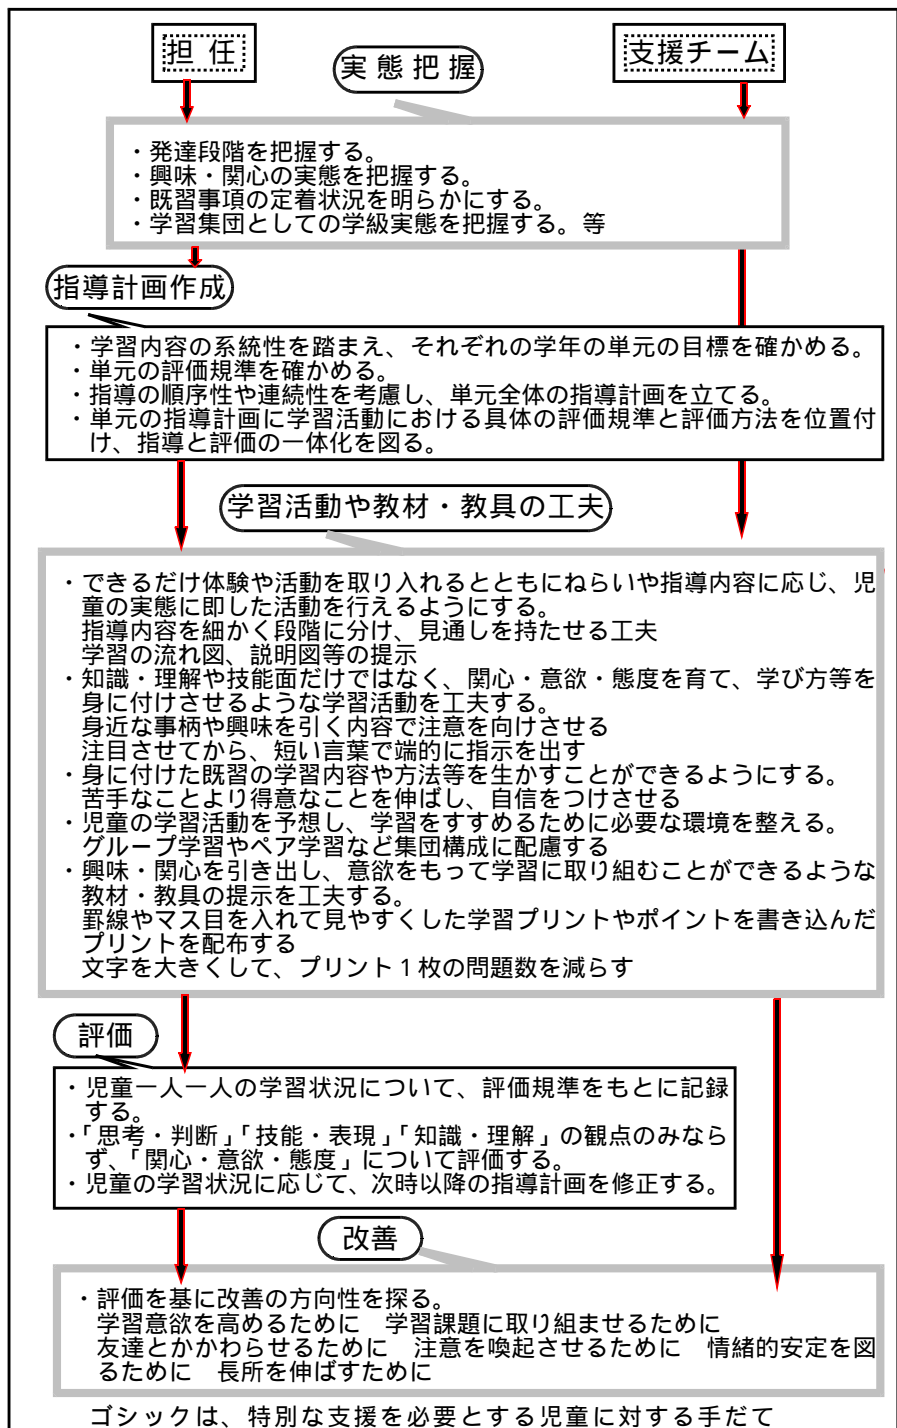 担 任
支援チーム
実 態 把 握
・発達段階を把握する。
・興味・関心の実態を把握する。
・既習事項の定着状況を明らかにする。
・学習集団としての学級実態を把握する。等
指導計画作成
・学習内容の系統性を踏まえ、それぞれの学年の単元の目標を確かめる。
・単元の評価規準を確かめる。
・指導の順序性や連続性を考慮し、単元全体の指導計画を立てる。
・単元の指導計画に学習活動における具体の評価規準と評価方法を位置付
け、指導と評価の一体化を図る。
学習活動や教材・教具の工夫
・できるだけ体験や活動を取り入れるとともにねらいや指導内容に応じ、児
童の実態に即した活動を行えるようにする。
指導内容を細かく段階に分け、見通しを持たせる工夫
学習の流れ図、説明図等の提示
・知識・理解や技能面だけではなく、関心・意欲・態度を育て、学び方等を
身に付けさせるような学習活動を工夫する。
身近な事柄や興味を引く内容で注意を向けさせる
注目させてから、短い言葉で端的に指示を出す
・身に付けた既習の学習内容や方法等を生かすことができるようにする。
苦手なことより得意なことを伸ばし、自信をつけさせる
・児童の学習活動を予想し、学習をすすめるために必要な環境を整える。
グループ学習やペア学習など集団構成に配慮する
・興味・関心を引き出し、意欲をもって学習に取り組むことができるような
教材・教具の提示を工夫する。
罫線やマス目を入れて見やすくした学習プリントやポイントを書き込んだ
プリントを配布する
文字を大きくして、プリント1枚の問題数を減らす
評価
・児童一人一人の学習状況について、評価規準をもとに記録
する。
・「思考・判断」「技能・表現」「知識・理解」の観点のみなら
ず、「関心・意欲・態度」について評価する。
・児童の学習状況に応じて、次時以降の指導計画を修正する。
改善
・評価を基に改善の方向性を探る。
学習意欲を高めるために　学習課題に取り組ませるために
友達とかかわらせるために　注意を喚起させるために　情緒的安定を図
るために　長所を伸ばすために
ゴシックは、特別な支援を必要とする児童に対する手だて